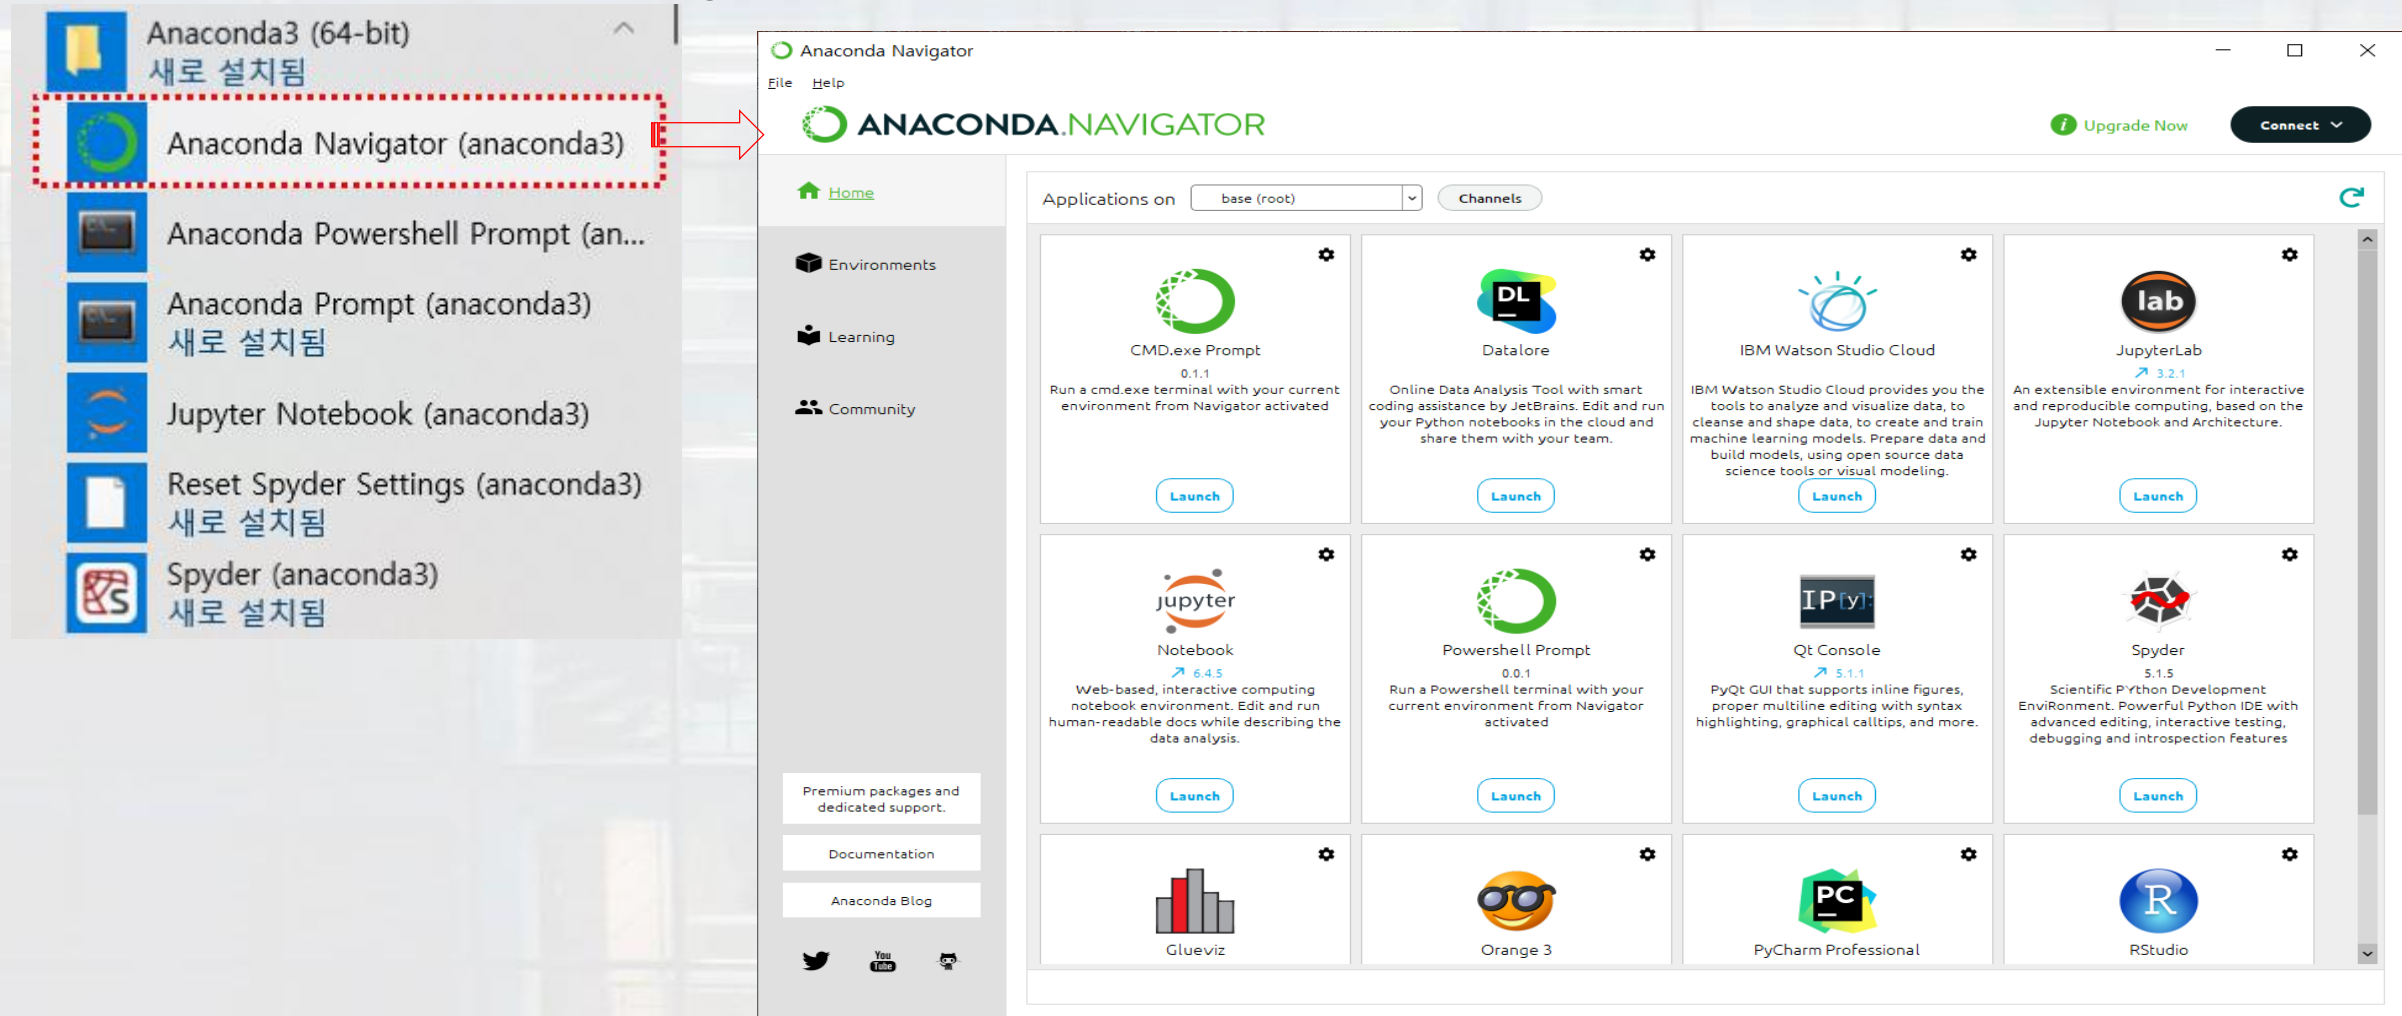 Anaconda3 (64-bit)
새로 설치됨
Anaconda Navigator (anaconda3)
Anaconda Powershell Prompt (an...
Anaconda Prompt (anaconda3)
새로 설치됨
Jupyter Notebook (anaconda3)
Reset Spyder Settings (anaconda3)
새로 설치됨
Spyder (anaconda3)
새로 설치됨
Anaconda Navigator
File Help
ANACONDA.NAVIGATOR
Upgrade Now
Connect
Home
Environments
Learning
Community
Premium packages and
dedicated support.
Documentation
Anaconda Blog
You
Tube
Applications on base (root) Channels
CMD.exe Prompt
0.1.1
Run a cmd.exe terminal with your current
environment from Navigator activated
Launch
DL
Datalore
Online Data Analysis Tool with smart
coding assistance by JetBrains. Edit and run
your Python notebooks in the cloud and
share them with your team.
Launch
IBM Watson Studio Cloud
IBM Watson Studio Cloud provides you the
tools to analyze and visualize data, to
cleanse and shape data, to create and train
machine learning models. Prepare data and
build models, using open source data
science tools or visual modeling.
Launch
lab
JupyterLab
3.2.1
An extensible environment for interactive
and reproducible computing, based on the
Jupyter Notebook and Architecture.
Launch
jupyter
Notebook
6.4.5
Web-based, interactive computing
notebook environment. Edit and run
human-readable docs while describing the
data analysis.
Launch
Powershell Prompt
0.0.1
Run a Powershell terminal with your
current environment from Navigator
activated
Launch
IP[y]:
Qt Console
5.1.1
PyQt GUI that supports inline figures,
proper multiline editing with syntax
highlighting, graphical calltips, and more.
Launch
Spyder
5.1.5
Scientific PYthon Development
EnviRonment. Powerful Python IDE with
advanced editing, interactive testing,
debugging and introspection features
Launch
Glueviz
Orange 3
PC
PyCharm Professional
R
RStudio